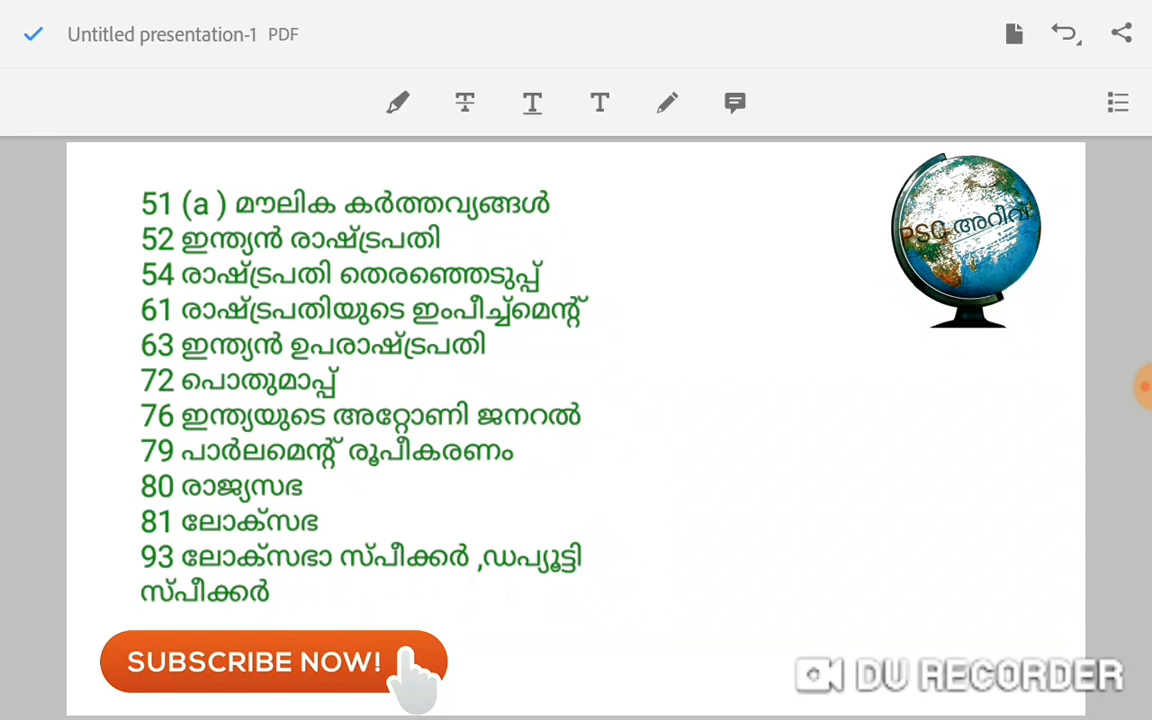 Untitled presentation-1 PDF
51 (a ) മൗലിക കർത്തവ്യങ്ങൾ
52 ഇന്ത്യൻ രാഷ്ട്രപതി
54 രാഷ്ട്രപതി തെരഞ്ഞെടുപ്പ്
61 രാഷ്ട്രപതിയുടെ ഇംപീച്ച്മെന്റ്
63 ഇന്ത്യൻ ഉപരാഷ്ട്രപതി
72 പൊതുമാപ്പ്
76 ഇന്ത്യയുടെ അറ്റോണി ജനറൽ
79 പാർലമെന്റ് രൂപീകരണം
80 രാജ്യസഭ
81 ലോക്സഭ
93 ലോക്സഭാ സ്പീക്കർ ,ഡപ്യൂട്ടി
സ്പീക്കർ
PSC അറിവ്
SUBSCRIBE NOW!
DU RECORDER